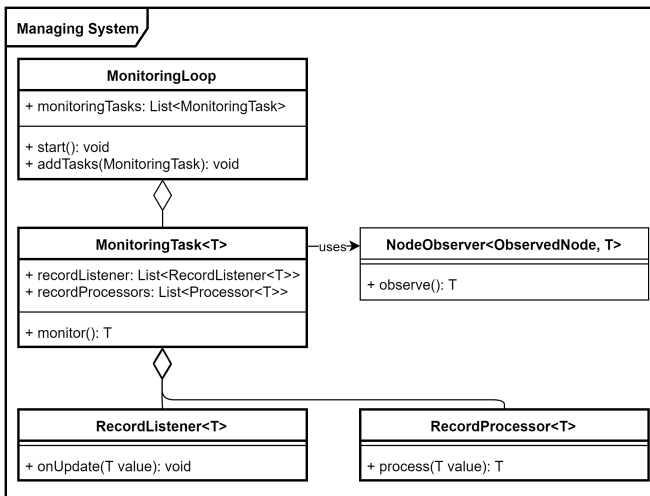 Managing System
MonitoringLoop
+ monitoringTasks: List<MonitoringTask>
+ start(): void
+ addTasks(MonitoringTask): void
MonitoringTask<T>
+ recordListener: List<RecordListener<T>>
+ recordProcessors: List<Processor<T>>
+ monitor(): T
uses
NodeObserver<ObservedNode, T>
+ observe(): T
RecordListener<T>
+ onUpdate(T value): void
RecordProcessor<T>
+ process(T value): T